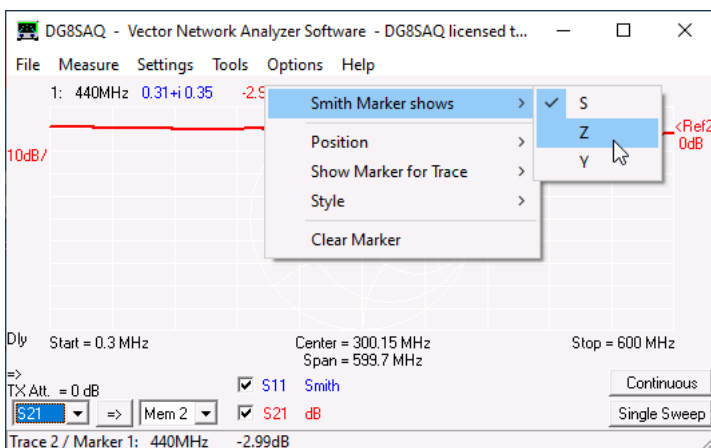 DG8SAQ - Vector Network Analyzer Software - DG8SAQ licensed t...
File Measure Settings Tools Options Help
1: 440MHz 0.31+i 0.35
Smith Marker shows
S
Z
Y
Position
Show Marker for Trace
Style
Clear Marker
<Ref2
0dB
10dB/
Dly Start = 0.3 MHz Center = 300.15 MHz Stop = 600 MHz
Span = 599.7 MHz
=>
TX Att. = 0 dB
S11 Smith
Continuous
S21 => Mem 2
S21 dB
Single Sweep
Trace 2 / Marker 1: 440MHz -2.99dB